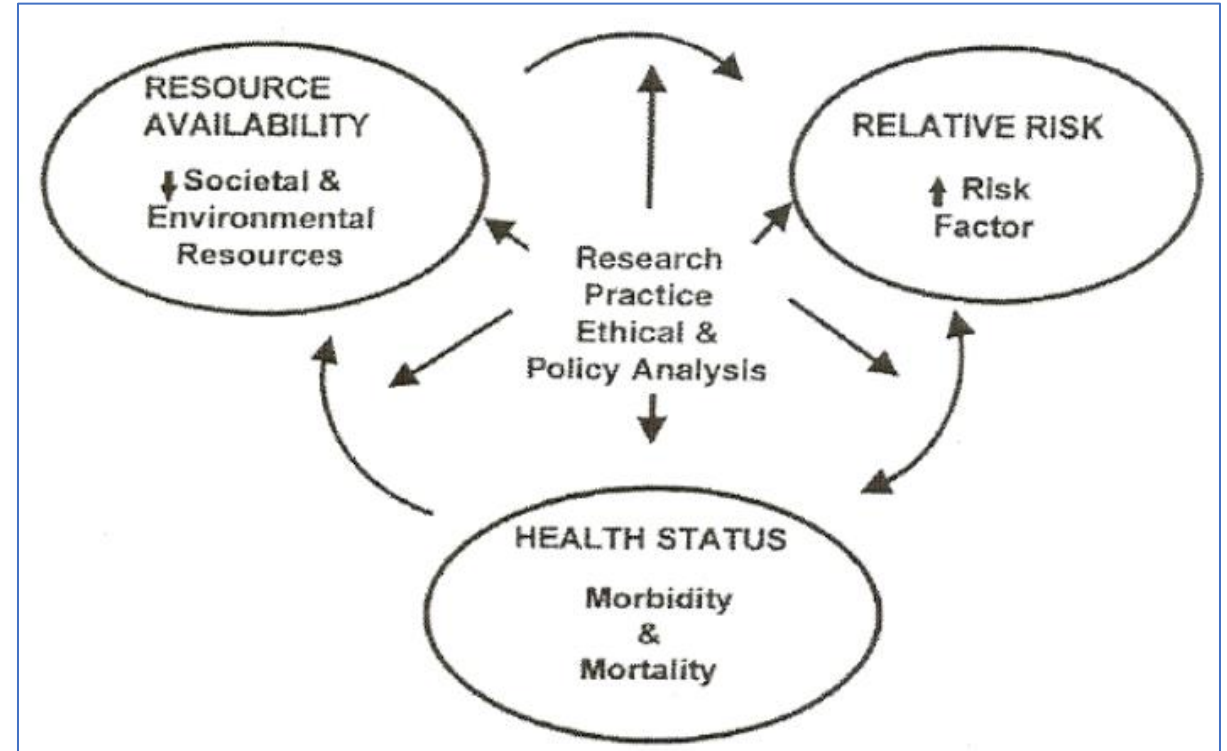 RESOURCE
AVAILABILITY
Societal &
Environmental
Resources
RELATIVE RISK
Risk
Factor
Research
Practice
Ethical &
Policy Analysis
HEALTH STATUS
Morbidity
&
Mortality